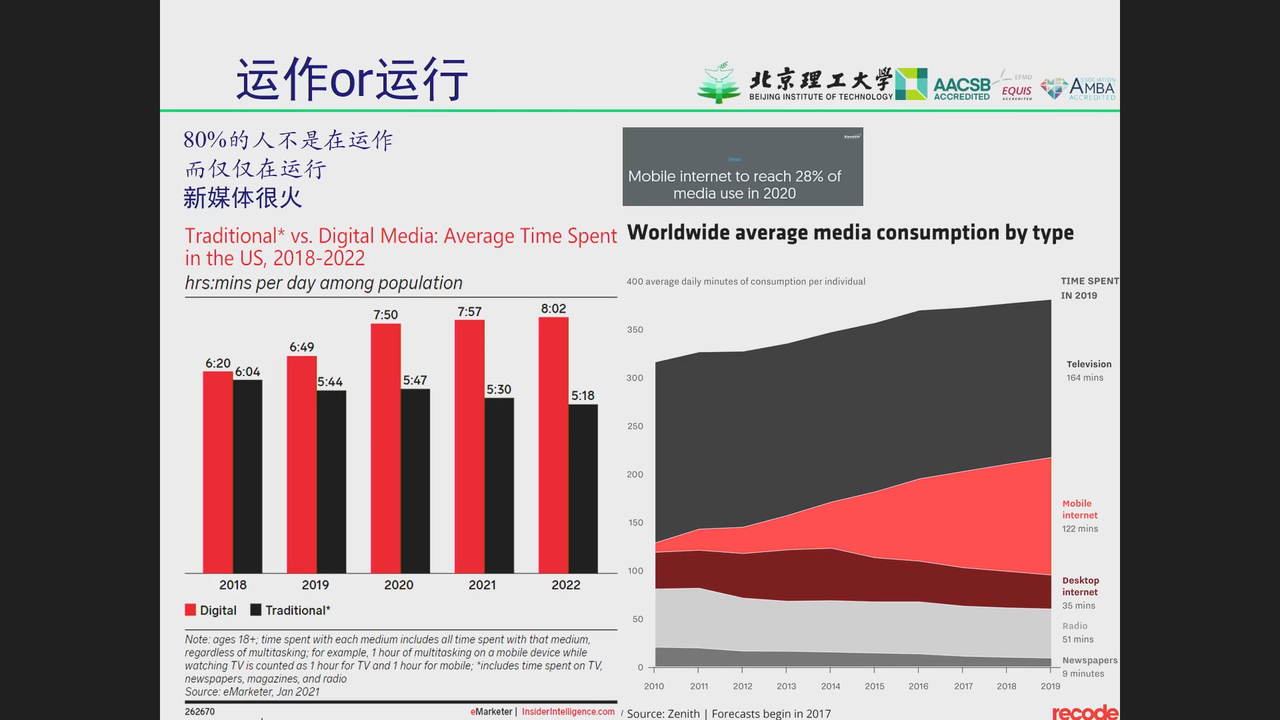 运作or运行
北京理工大學
BEIJING INSTITUTE OF TECHNOLOGY
AACSB
ACCREDITED
EFMD
EQUIS
ACCREDITED
ASSOCIATION
AMBA
ACCREDITED
80%的人不是在运作
而仅仅在运行
新媒体很火
Mobile internet to reach 28% of
media use in 2020
Traditional* vs. Digital Media: Average Time Spent
in the US, 2018-2022
hrs:mins per day among population
6:20
6:04
6:49
5:44
7:50
5:47
7:57
5:30
8:02
5:18
2018
2019
2020
2021
2022
Digital
Traditional*
Note: ages 18+; time spent with each medium includes all time spent with that medium,
regardless of multitasking; for example, 1 hour of multitasking on a mobile device while
watching TV is counted as 1 hour for TV and 1 hour for mobile; *includes time spent on TV,
newspapers, magazines, and radio
Source: eMarketer, Jan 2021
262670
eMarketer | InsiderIntelligence.com
Worldwide average media consumption by type
400 average daily minutes of consumption per individual
350
300
250
200
150
100
50
0
2010
2011
2012
2013
2014
2015
2016
2017
2018
2019
TIME SPENT
IN 2019
Television
164 mins
Mobile
internet
122 mins
Desktop
internet
35 mins
Radio
51 mins
Newspapers
9 minutes
Source: Zenith | Forecasts begin in 2017
recode